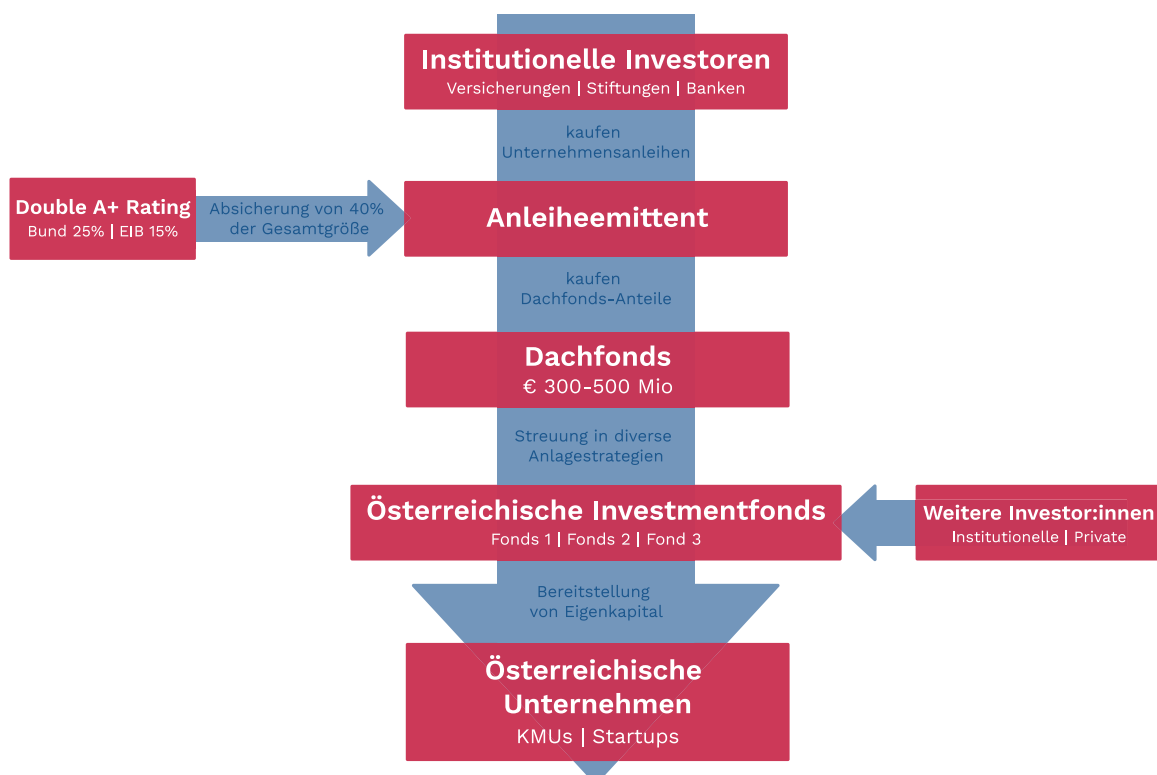 Institutionelle Investoren
Versicherungen | Stiftungen | Banken
kaufen
Unternehmensanleihen
Double A+ Rating
Bund 25% | EIB 15%
Absicherung von 40%
der Gesamtgröße
Anleiheemittent
kaufen
Dachfonds-Anteile
Dachfonds
€ 300-500 Mio
Streuung in diverse
Anlagestrategien
Österreichische Investmentfonds
Fonds 1 | Fonds 2 | Fond 3
Weitere Investor:innen
Institutionelle | Private
Bereitstellung
von Eigenkapital
Österreichische
Unternehmen
KMUs | Startups